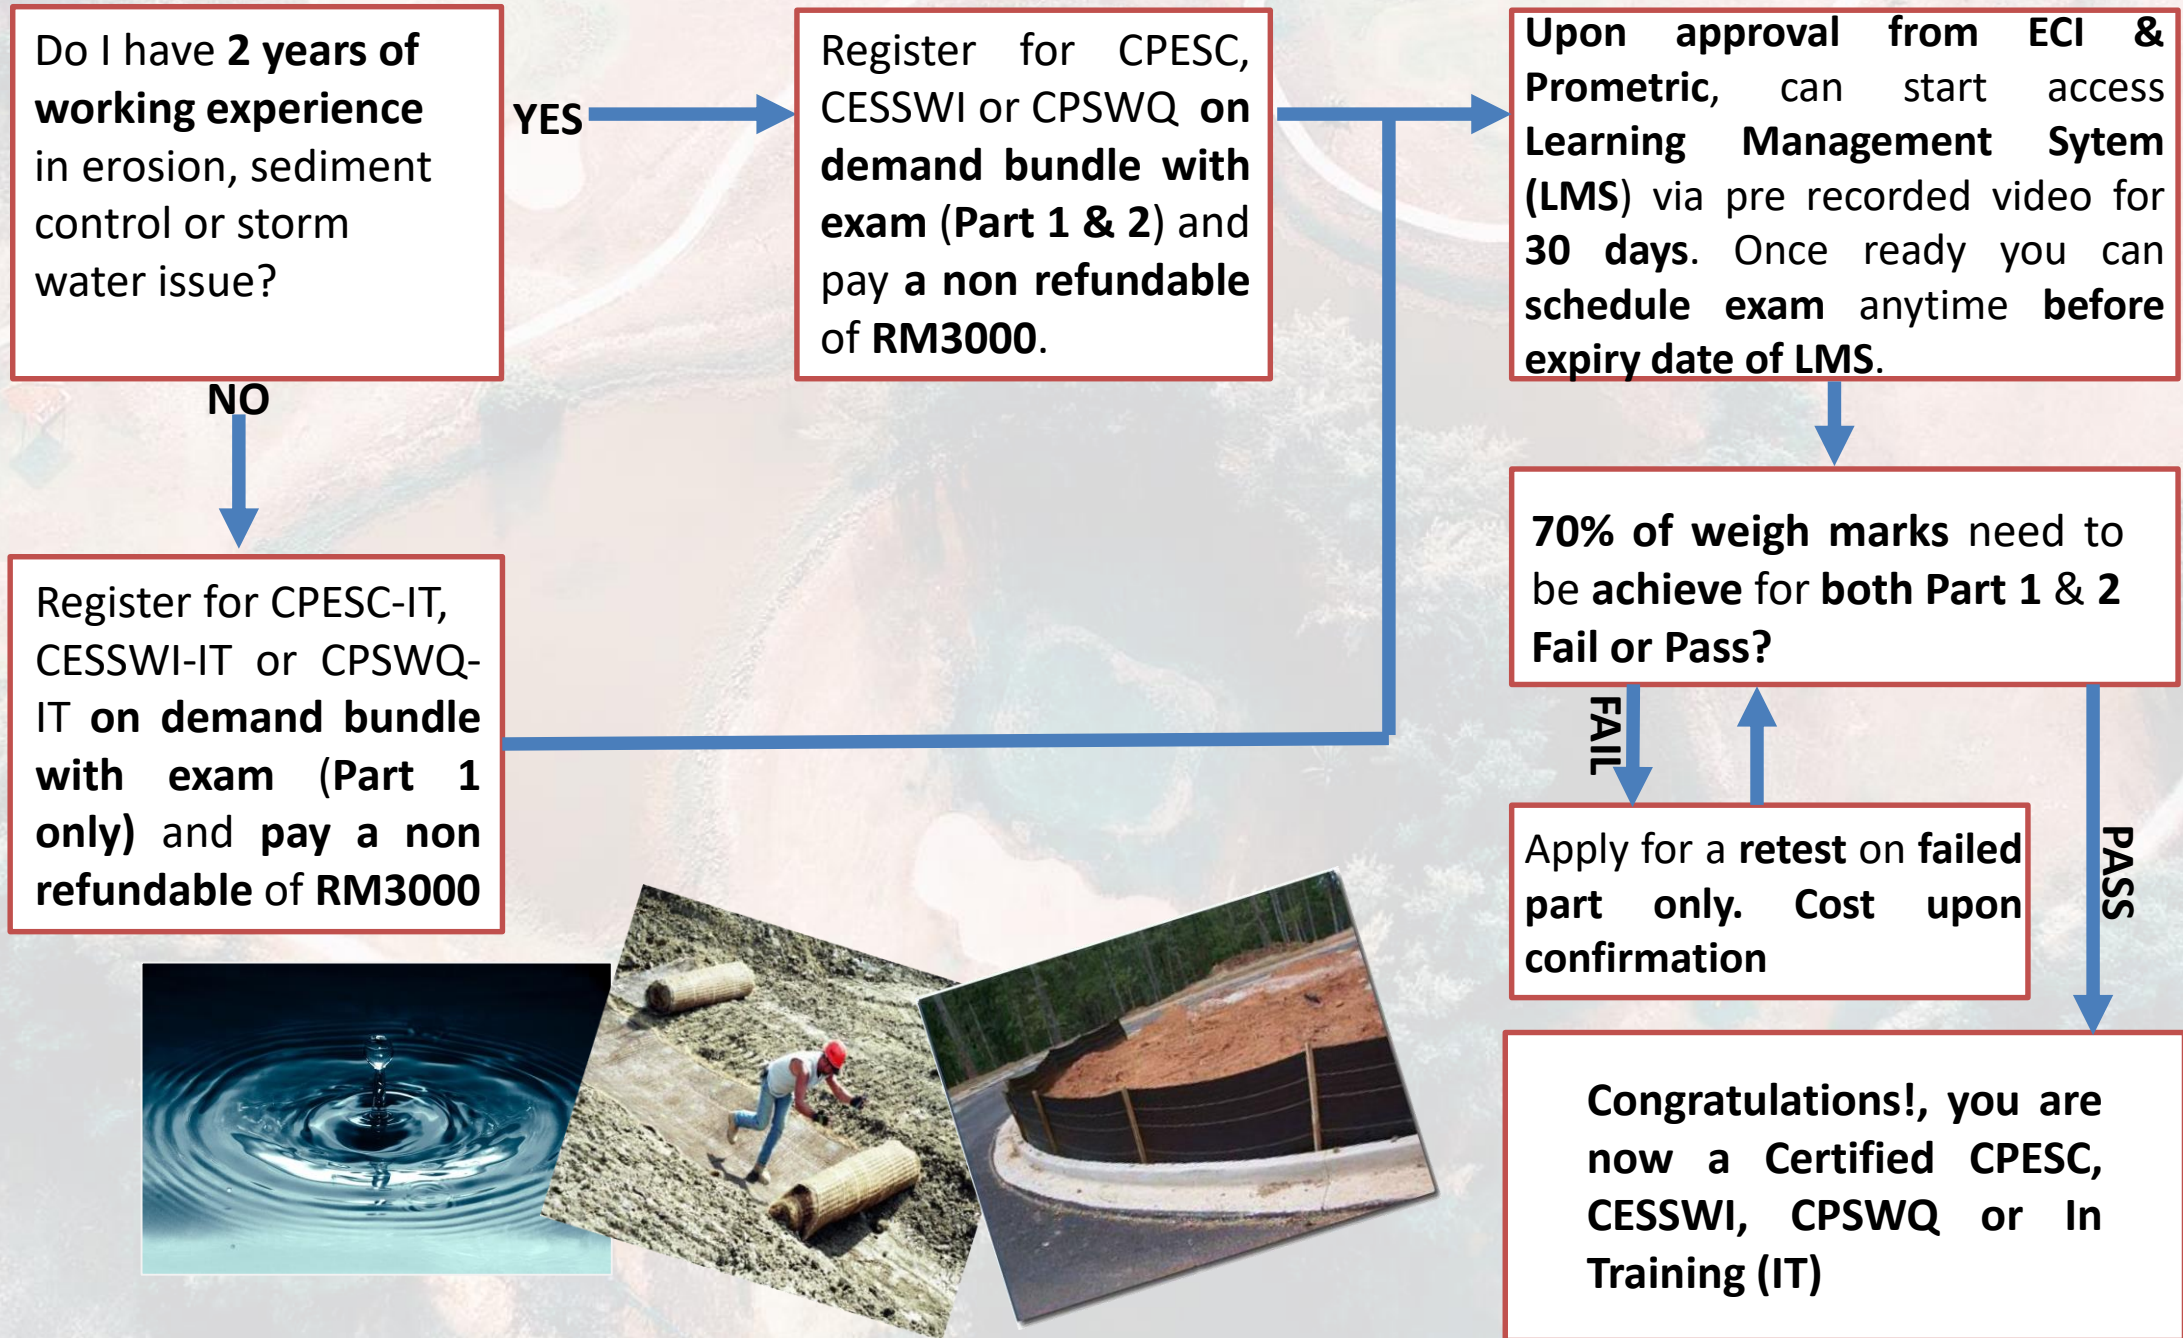 Do I have 2 years of
working experience
in erosion, sediment
control or storm
water issue?
YES
Register for CPESC,
CESSWI or CPSWQ on
demand bundle with
exam (Part 1 & 2) and
pay a non refundable
of RM3000.
Upon approval from ECI &
Prometric, can start access
Learning Management Sytem
(LMS) via pre recorded video for
30 days. Once ready you can
schedule exam anytime before
expiry date of LMS.
NO
Register for CPESC-IT,
CESSWI-IT or CPSWQ-
IT on demand bundle
with exam (Part 1
only) and pay a non
refundable of RM3000
70% of weigh marks need to
be achieve for both Part 1 & 2
Fail or Pass?
FAIL
Apply for a retest on failed
part only. Cost upon
confirmation
PASS
Congratulations!, you are
now a Certified CPESC,
CESSWI, CPSWQ or In
Training (IT)